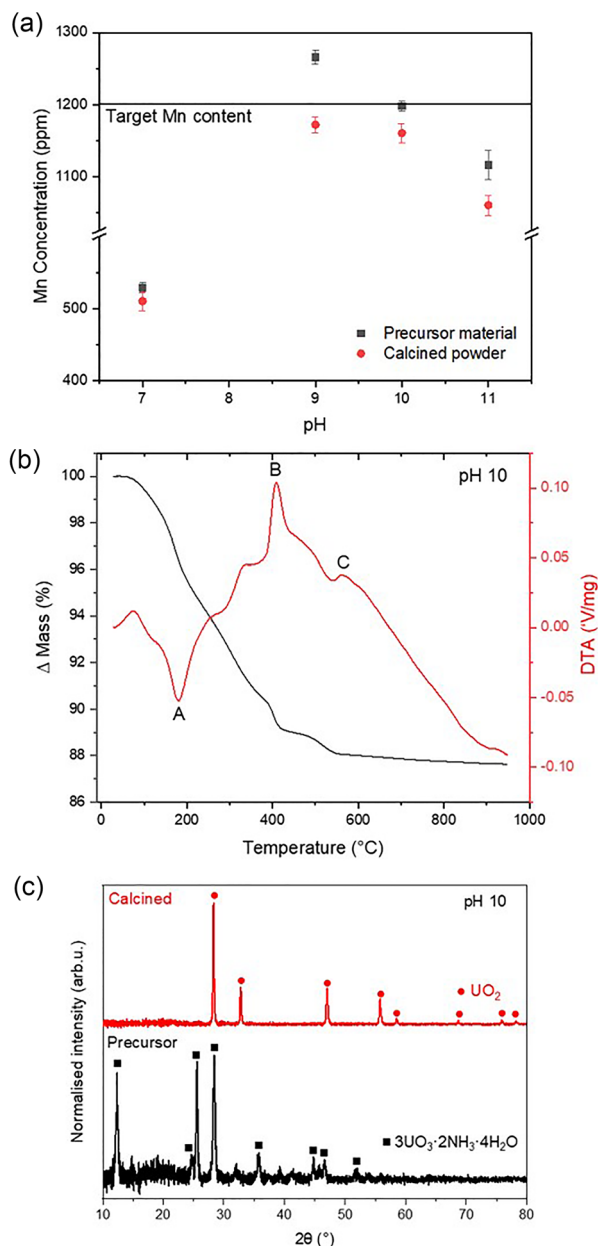 (a)
1300
1200
1100
500
400
Mn Concentration (ppm)
Target Mn content
Precursor material
Calcined powder
7 8 9 10 11
pH
(b)
pH 10
A
B
C
100
98
96
94
92
90
88
86
Δ Mass (%)
0.10
0.05
0.00
-0.05
-0.10
DTA (‘V/mg)
0 200 400 600 800 1000
Temperature (°C)
(c)
Calcined
pH 10
UO₂
Precursor
3UO₃·2NH₃·4H₂O
Normalised intensity (arb.u.)
10 20 30 40 50 60 70 80
2θ (°)